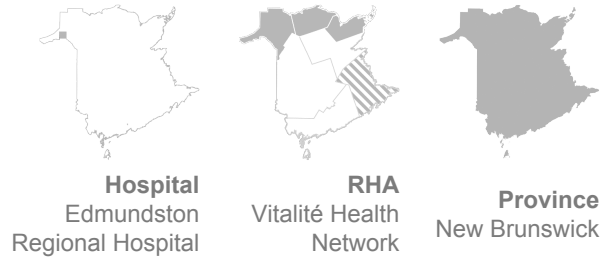 Hospital
Edmundston
Regional Hospital
RHA
Vitalité Health
Network
Province
New Brunswick